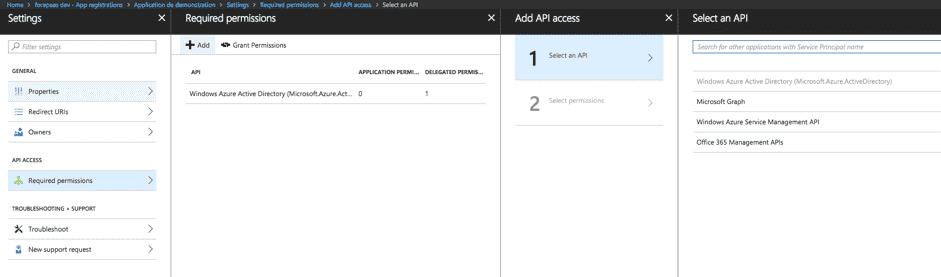 Home > forepaas dev - App registrations > Application de demonstration > Settings > Required permissions > Add API access > Select an API
Settings
Filter settings
GENERAL
Properties
Redirect URIs
Owners
API ACCESS
Required permissions
TROUBLESHOOTING + SUPPORT
Troubleshoot
New support request
Required permissions
Add
Grant Permissions
API APPLICATION PERMI... DELEGATED PERMIS...
Windows Azure Active Directory (Microsoft.Azure.Act... 0 1
Add API access
1 Select an API
2 Select permissions
Select an API
Search for other applications with Service Principal name
Windows Azure Active Directory (Microsoft.Azure.ActiveDirectory)
Microsoft Graph
Windows Azure Service Management API
Office 365 Management APIs